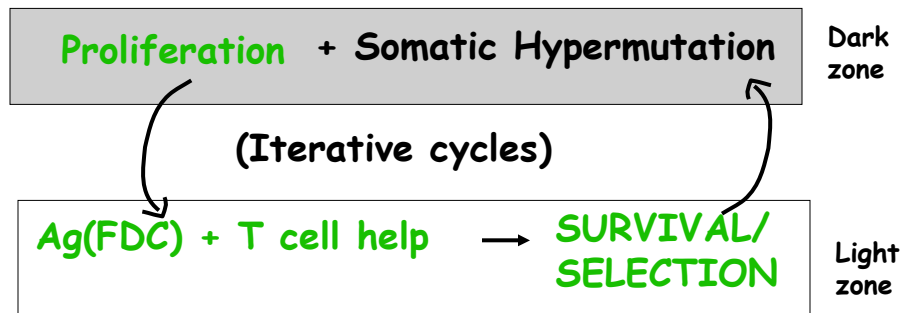 Proliferation + Somatic Hypermutation
Dark
zone
(Iterative cycles)
Ag(FDC) + T cell help
SURVIVAL/
SELECTION
Light
zone